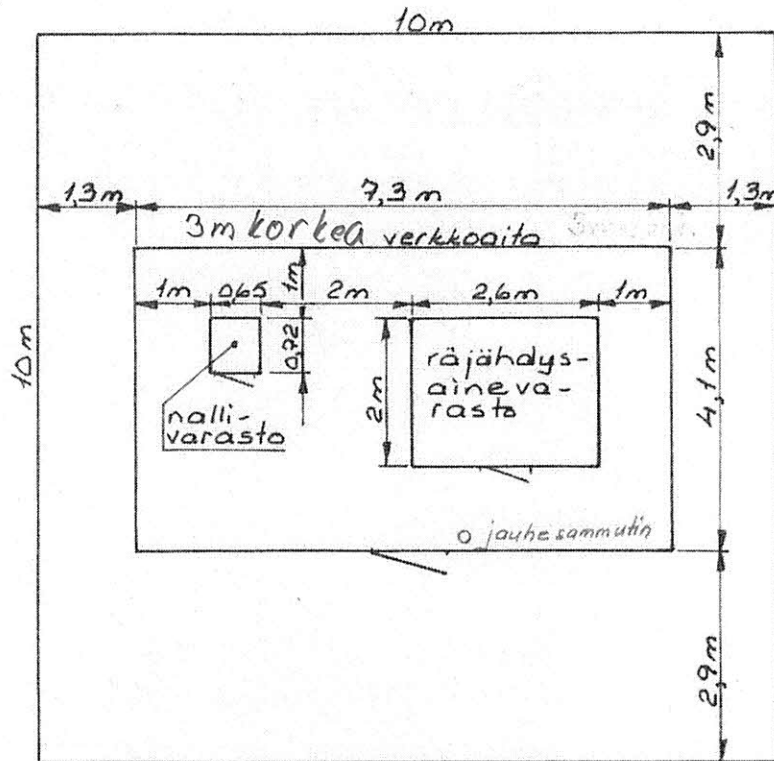 10m
2,9m
1,3m
7,3m
1,3m
3m korkea verkkoaita
1m
1m
0,65
2m
2,6m
1m
0,72
10m
räjähdys-
aineva-
rasto
2m
4,1m
nalli-
varasto
jauhesammutin
2,9m